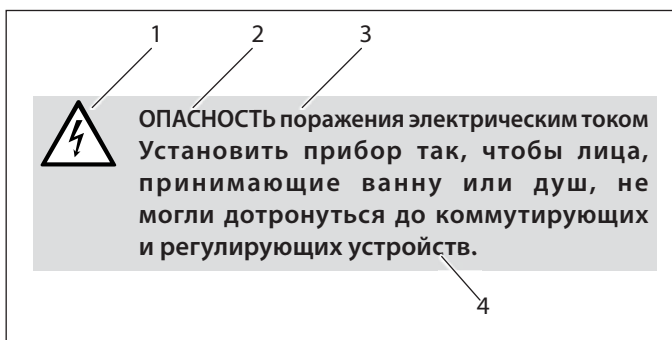 1 2 3
ОПАСНОСТЬ поражения электрическим током
Установить прибор так, чтобы лица,
принимающие ванну или душ, не
могли дотронуться до коммутирующих
и регулирующих устройств.
4